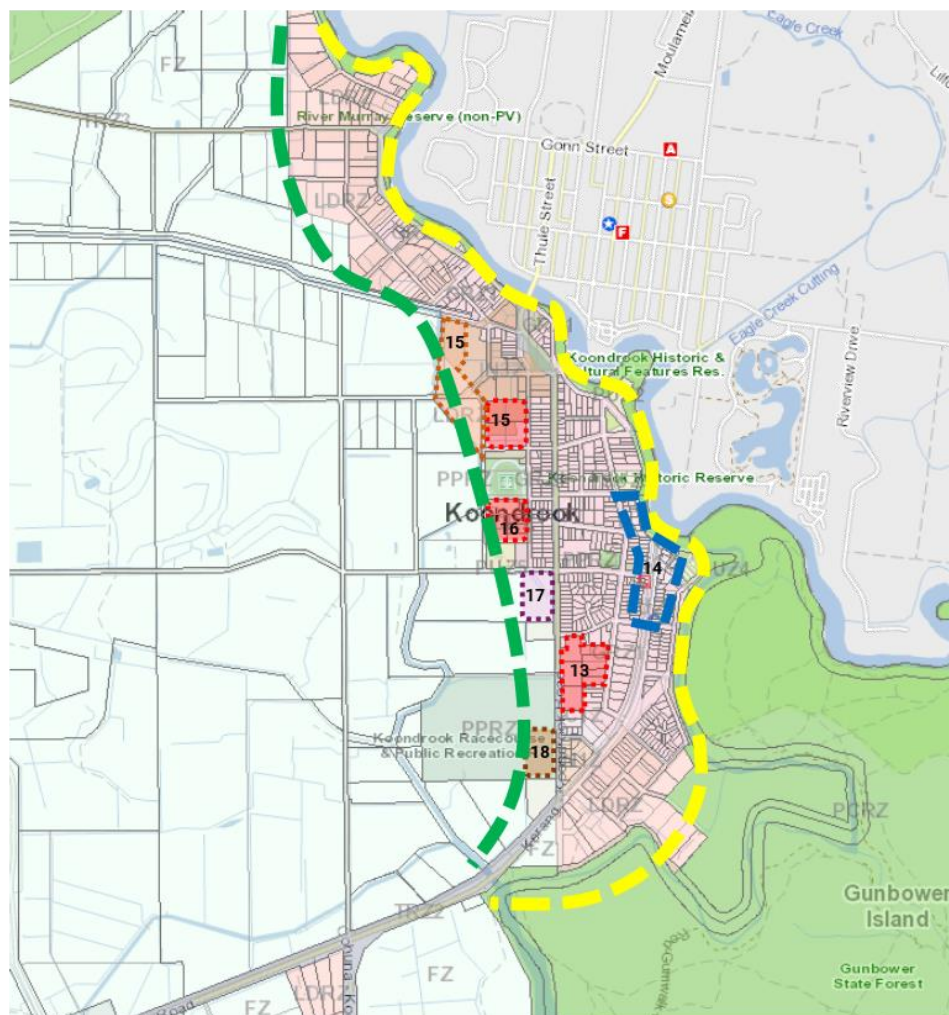 Eagle Creek
FZ
River Murray Reserve (non-PV)
Gonn Street
A
S
LDRZ
Thule Street
F
Eagle Creek Cutting
Riverview Drive
15
Koondrook Historic &
Cultural Features Res.
LDRZ
15
PPRZ
Koondrook Historic Reserve
Koondrook
16
14
17
13
PPRZ
Koondrook Racecourse
& Public Recreation
18
LDRZ
PCRZ
FZ
Gunbower
Island
TRZ2
FZ
Gunbower
State Forest
LDRZ
Road
FZ
FZ